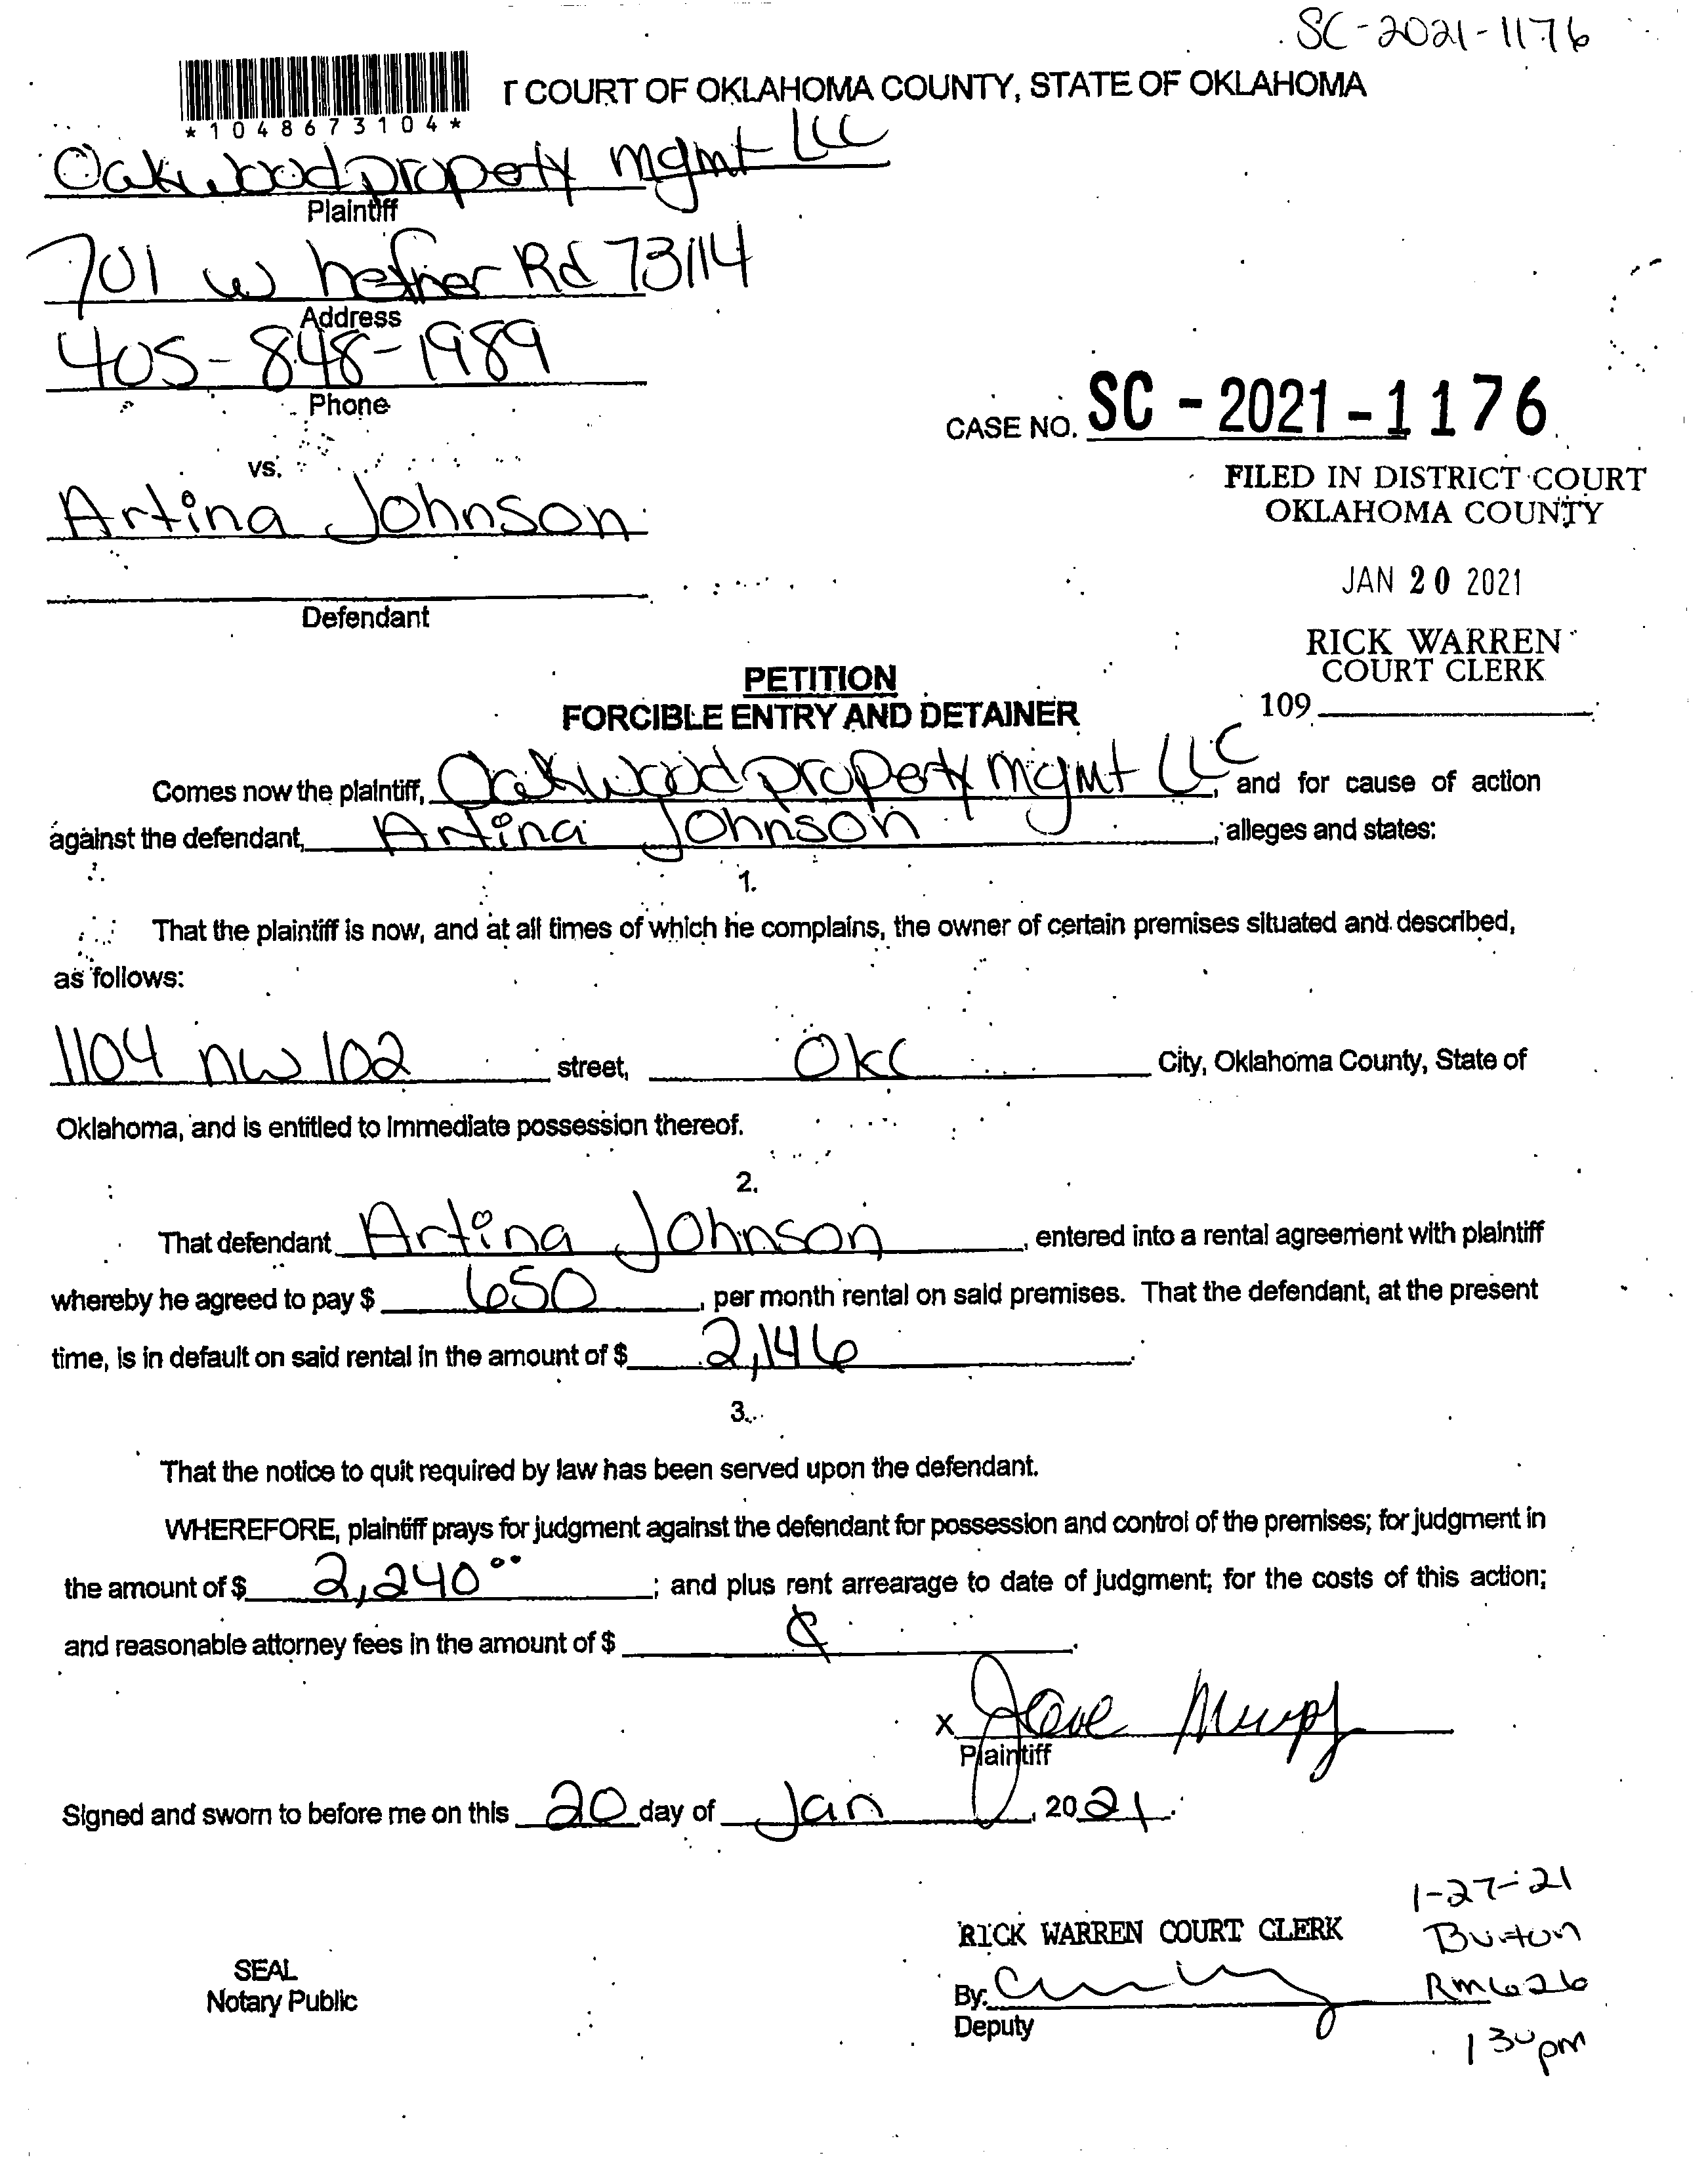 SC-2021-1176
*1048673104*
T COURT OF OKLAHOMA COUNTY, STATE OF OKLAHOMA
Oakwood property mgmt LLC
Plaintiff
701 w hefner Rd 73114
Address
405-848-1989
Phone
CASE NO. SC - 2021 - 1176
vs.
FILED IN DISTRICT COURT
OKLAHOMA COUNTY
Artina Johnson
JAN 20 2021
Defendant
RICK WARREN
COURT CLERK
109
PETITION
FORCIBLE ENTRY AND DETAINER
Comes now the plaintiff, Oakwood property mgmt LLC, and for cause of action
against the defendant, Artina Johnson, alleges and states:
1.
That the plaintiff is now, and at all times of which he complains, the owner of certain premises situated and described,
as follows:
1104 nw 102 street, OKC City, Oklahoma County, State of
Oklahoma, and is entitled to immediate possession thereof.
2.
That defendant Artina Johnson, entered into a rental agreement with plaintiff
whereby he agreed to pay $ 650, per month rental on said premises. That the defendant, at the present
time, is in default on said rental in the amount of $ 2,146.
3.
That the notice to quit required by law has been served upon the defendant.
WHEREFORE, plaintiff prays for judgment against the defendant for possession and control of the premises; for judgment in
the amount of $ 2,240.00; and plus rent arrearage to date of judgment; for the costs of this action;
and reasonable attorney fees in the amount of $
x
Plaintiff
Signed and sworn to before me on this 20 day of Jan, 2021.
1-27-21
RICK WARREN COURT CLERK
Burton
SEAL
Notary Public
By:
Rm 626
Deputy
130 pm